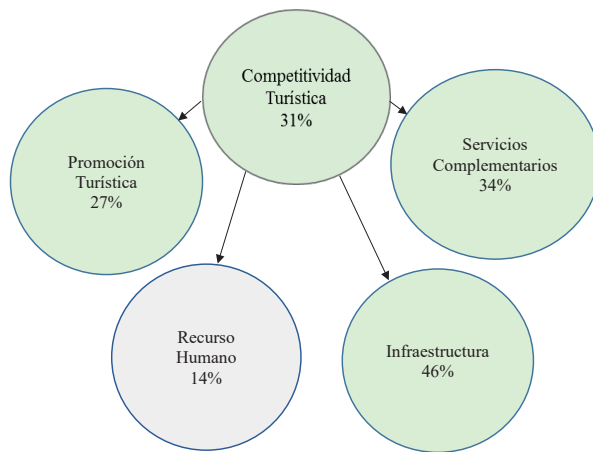 Competitividad
Turística
31%
Promoción
Turística
27%
Servicios
Complementarios
34%
Recurso
Humano
14%
Infraestructura
46%